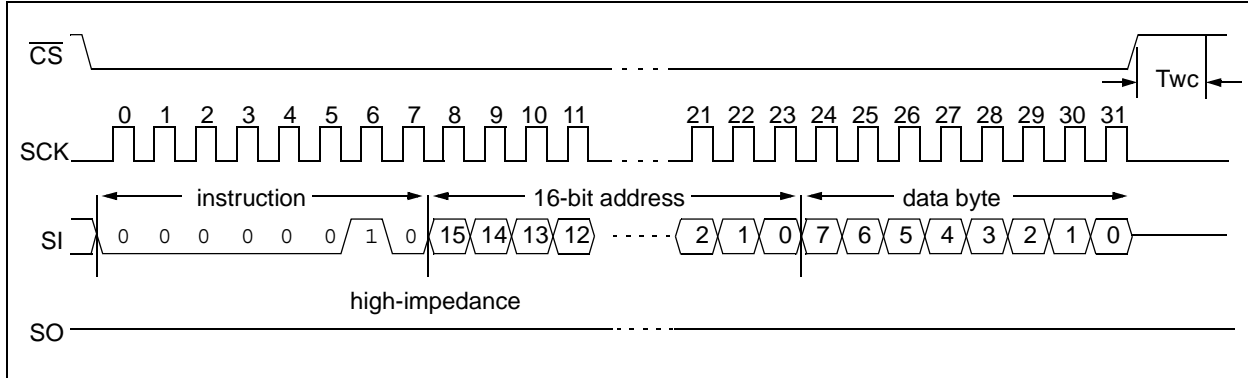 CS
Twc
0 1 2 3 4 5 6 7 8 9 10 11 21 22 23 24 25 26 27 28 29 30 31
SCK
instruction 16-bit address data byte
SI 0 0 0 0 0 0 1 0 15 14 13 12 2 1 0 7 6 5 4 3 2 1 0
high-impedance
SO